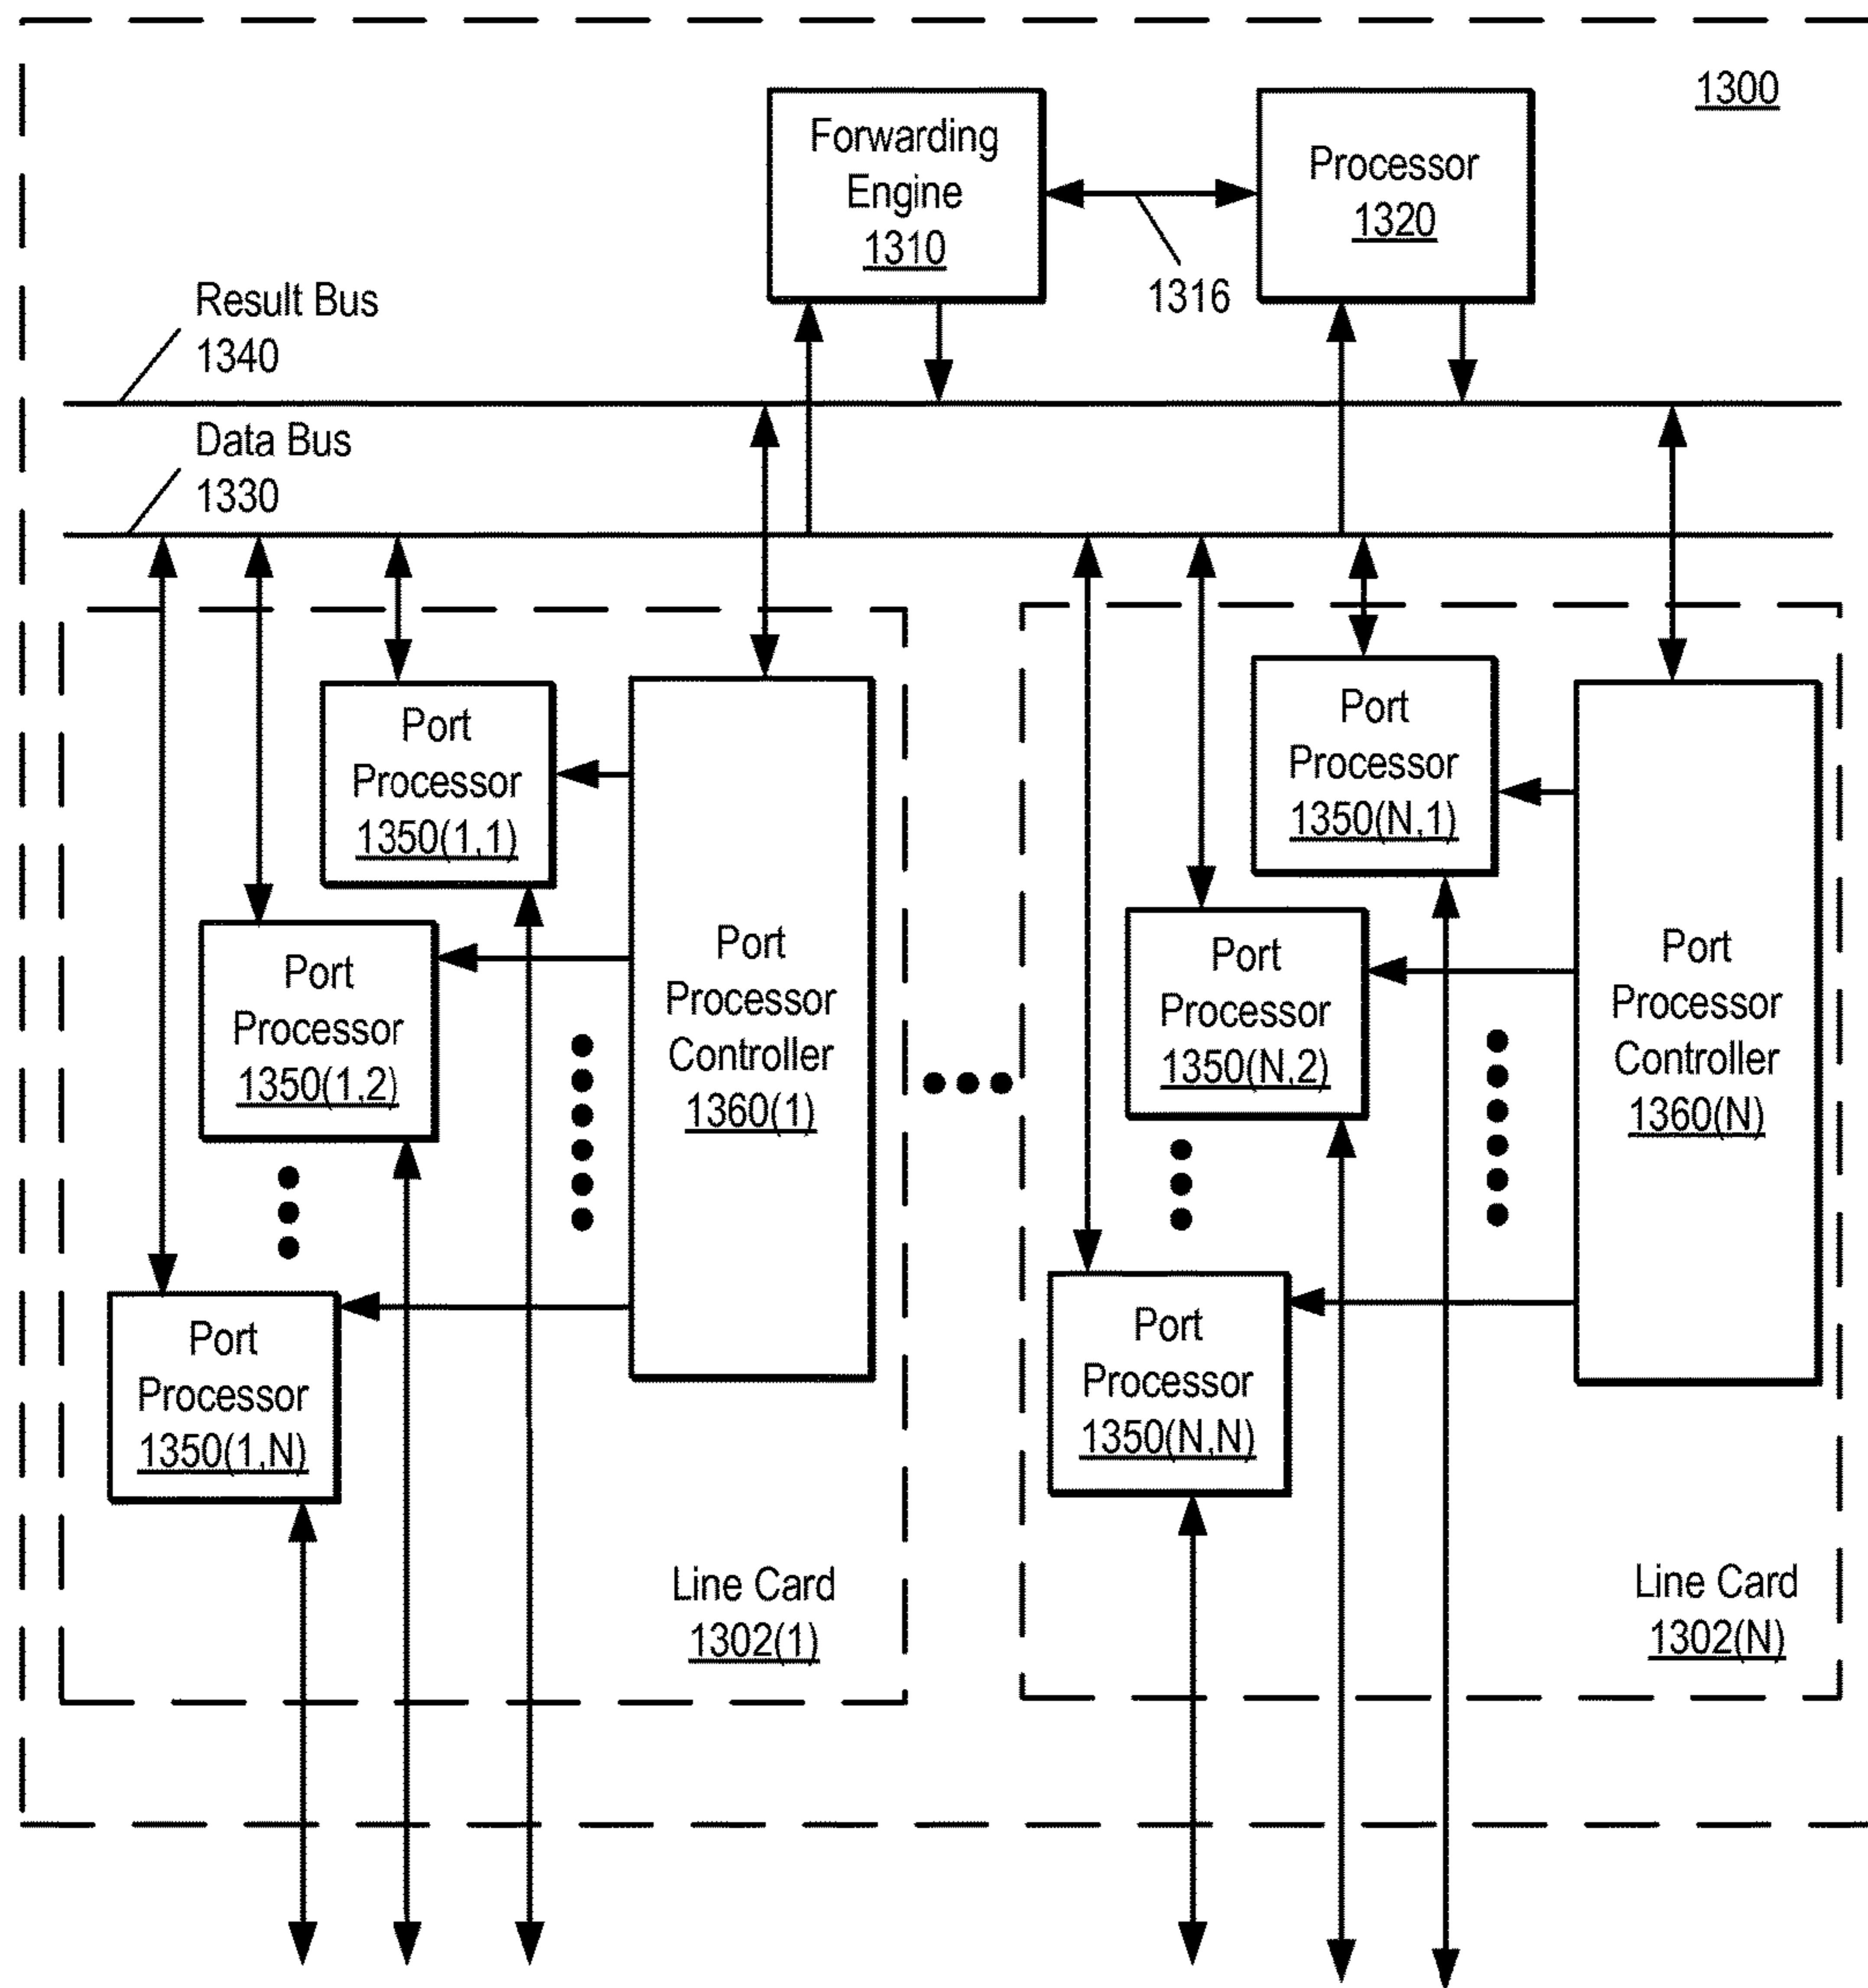 1300
Forwarding
Engine
1310
Processor
1320
1316
Result Bus
1340
Data Bus
1330
Port
Processor
1350(1,1)
Port
Processor
1350(1,2)
Port
Processor
1350(1,N)
Port
Processor
Controller
1360(1)
Line Card
1302(1)
Port
Processor
1350(N,1)
Port
Processor
1350(N,2)
Port
Processor
1350(N,N)
Port
Processor
Controller
1360(N)
Line Card
1302(N)